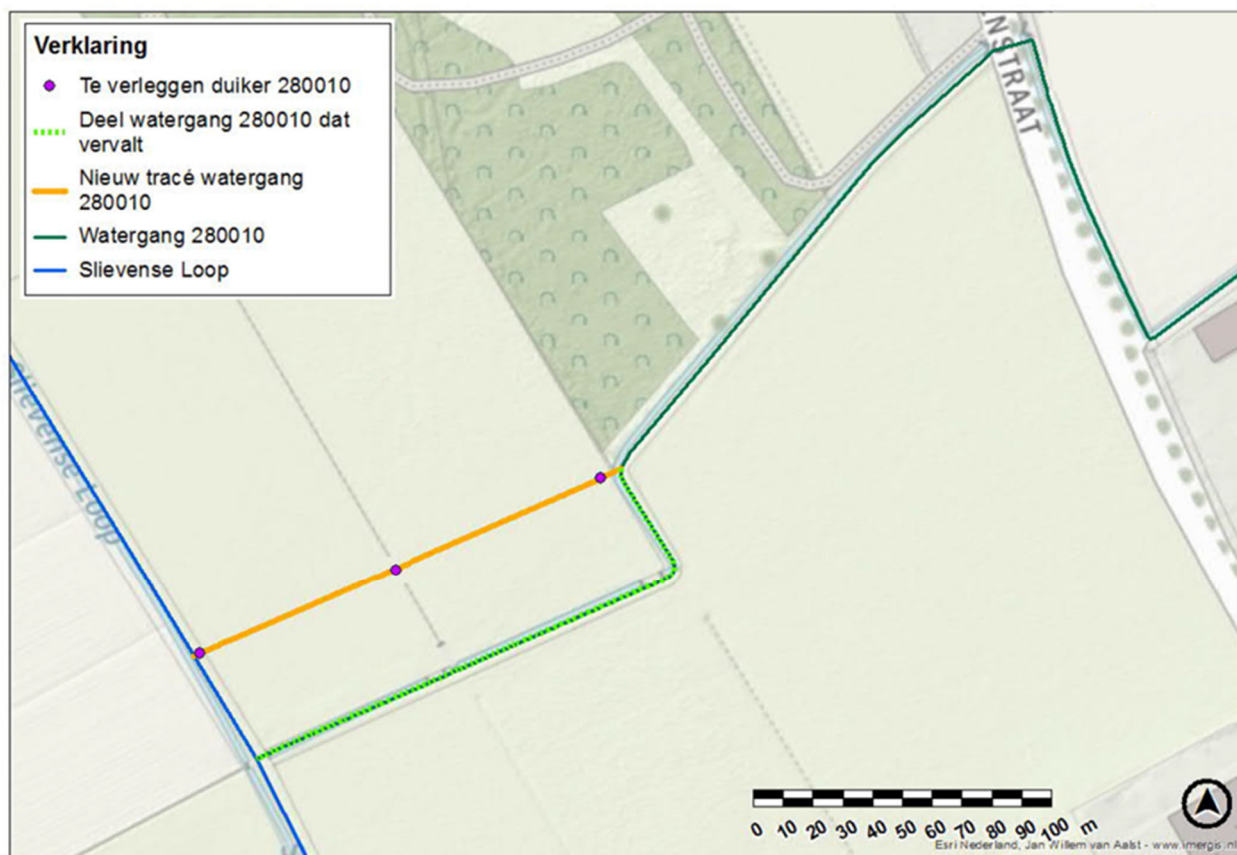 Verklaring
Te verleggen duiker 280010
Deel watergang 280010 dat
vervalt
Nieuw tracé watergang
280010
Watergang 280010
Slievense Loop
NSTRAAT
Slievense Loop
0 10 20 30 40 50 60 70 80 90 100 m
Esri Nederland, Jan Willem van Aalst - www.imergis.nl